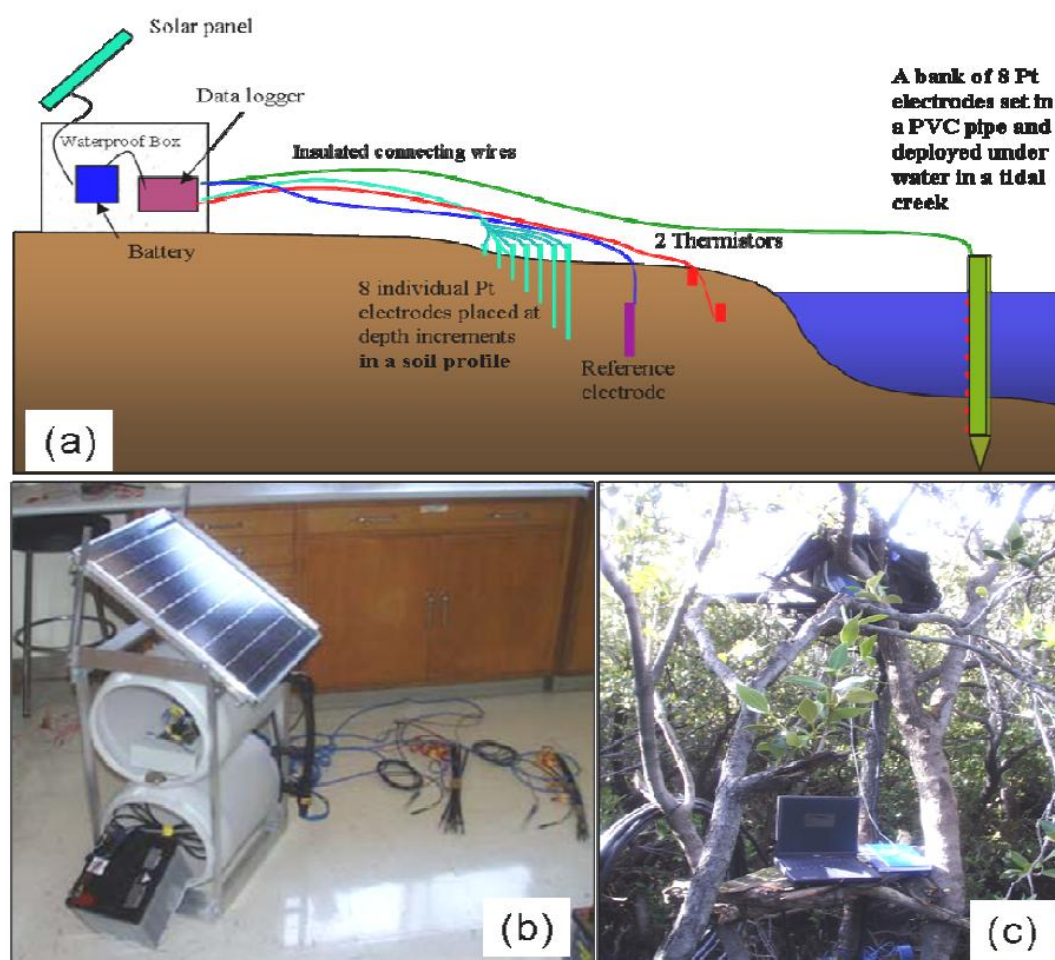 Solar panel
Data logger
Waterproof Box
Battery
Insulated connecting wires
A bank of 8 Pt
electrodes set in
a PVC pipe and
deployed under
water in a tidal
creek
2 Thermistors
8 individual Pt
electrodes placed at
depth increments
in a soil profile
Reference
electrode
(a)
(b)
(c)